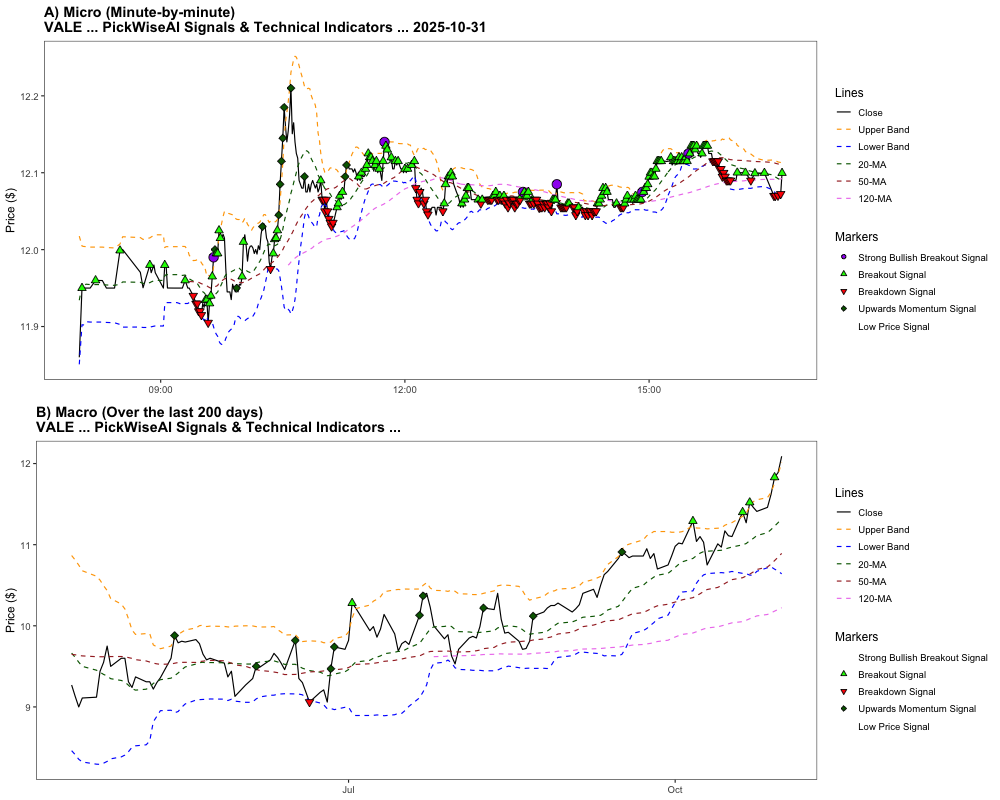 A) Micro (Minute-by-minute)
VALE ... PickWiseAI Signals & Technical Indicators ... 2025-10-31
Price ($)
12.2
12.1
12.0
11.9
09:00
12:00
15:00
Lines
Close
Upper Band
Lower Band
20-MA
50-MA
120-MA
Markers
Strong Bullish Breakout Signal
Breakout Signal
Breakdown Signal
Upwards Momentum Signal
Low Price Signal
B) Macro (Over the last 200 days)
VALE ... PickWiseAI Signals & Technical Indicators ...
Price ($)
12
11
10
9
Jul
Oct
Lines
Close
Upper Band
Lower Band
20-MA
50-MA
120-MA
Markers
Strong Bullish Breakout Signal
Breakout Signal
Breakdown Signal
Upwards Momentum Signal
Low Price Signal